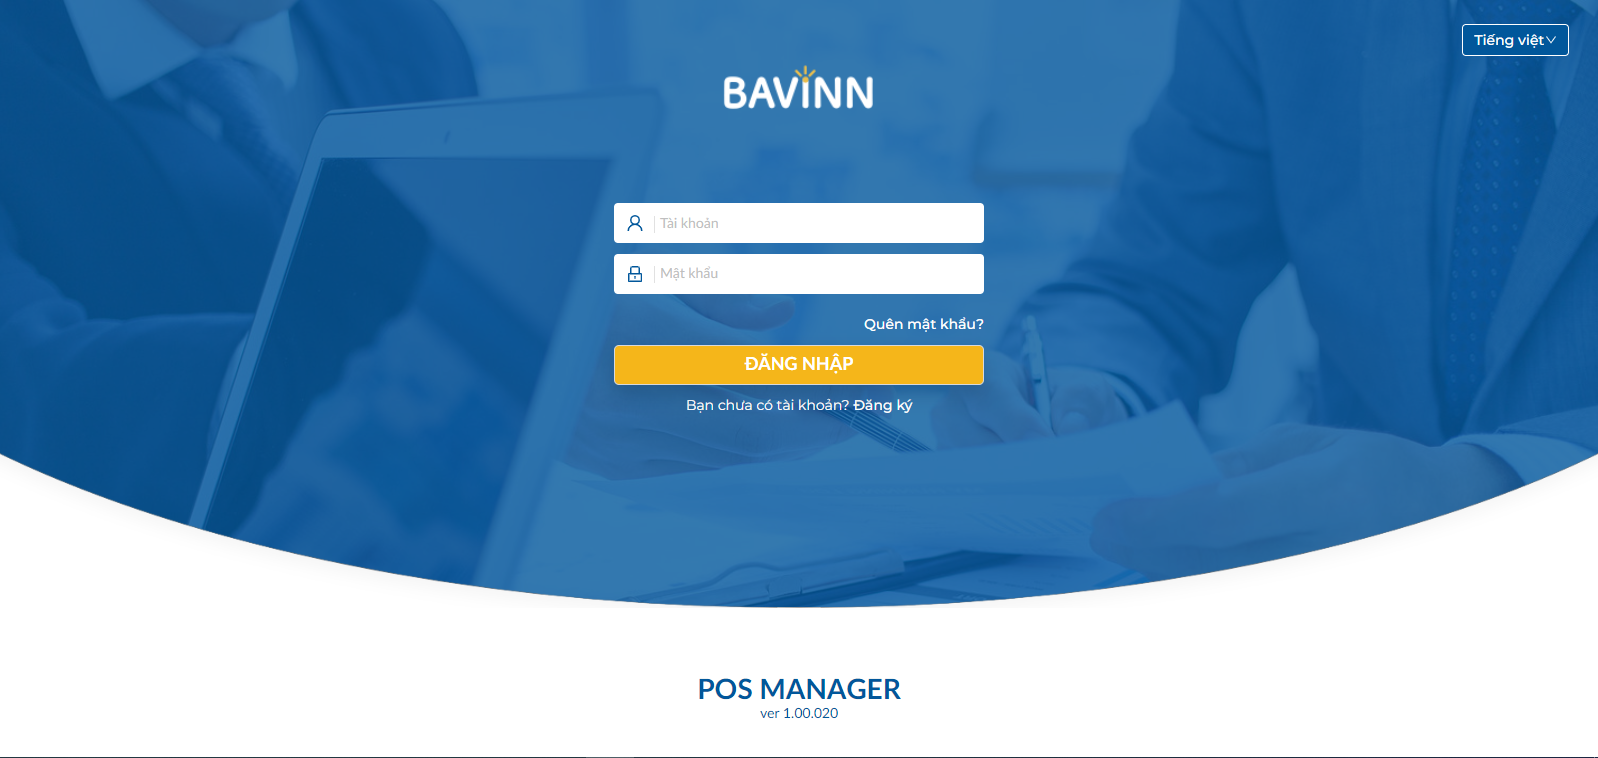 Tiếng việt
BAVINN
Tài khoản
Mật khẩu
Quên mật khẩu?
ĐĂNG NHẬP
Bạn chưa có tài khoản? Đăng ký
POS MANAGER
ver 1.00.020